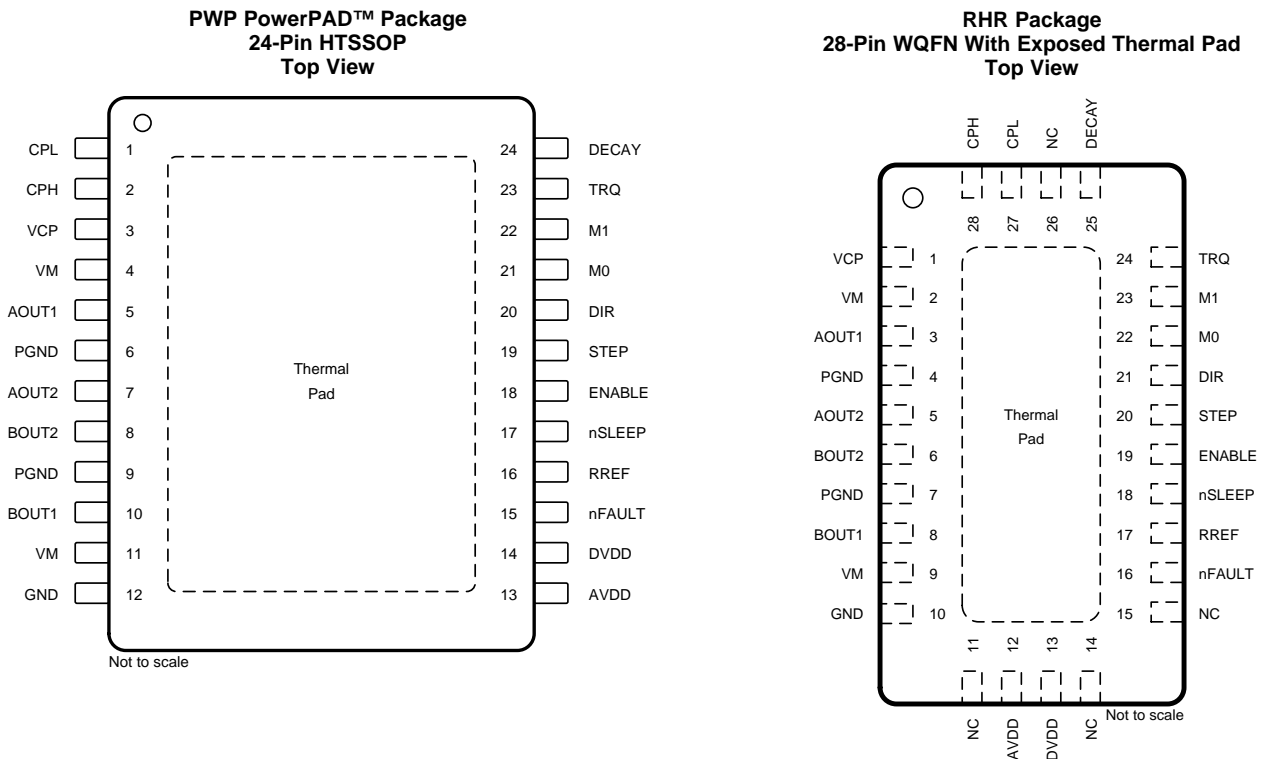 PWP PowerPAD™ Package
24-Pin HTSSOP
Top View
CPL 1
CPH 2
VCP 3
VM 4
AOUT1 5
PGND 6
AOUT2 7
BOUT2 8
PGND 9
BOUT1 10
VM 11
GND 12
Thermal
Pad
24 DECAY
23 TRQ
22 M1
21 M0
20 DIR
19 STEP
18 ENABLE
17 nSLEEP
16 RREF
15 nFAULT
14 DVDD
13 AVDD
Not to scale
RHR Package
28-Pin WQFN With Exposed Thermal Pad
Top View
CPH 28
CPL 27
NC 26
DECAY 25
VCP 1
VM 2
AOUT1 3
PGND 4
AOUT2 5
BOUT2 6
PGND 7
BOUT1 8
VM 9
GND 10
Thermal
Pad
24 TRQ
23 M1
22 M0
21 DIR
20 STEP
19 ENABLE
18 nSLEEP
17 RREF
16 nFAULT
15 NC
11 NC
12 AVDD
13 DVDD
14 NC
Not to scale